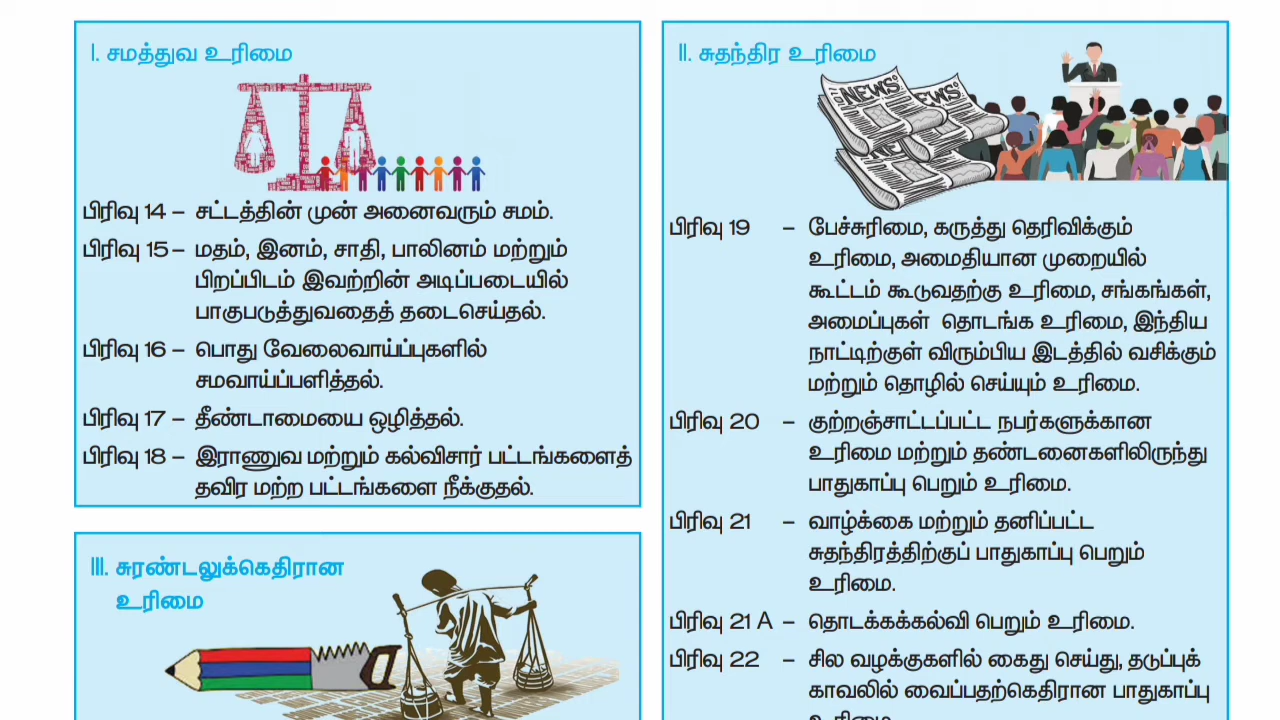 I. சமத்துவ உரிமை
பிரிவு 14 – சட்டத்தின் முன் அனைவரும் சமம்.
பிரிவு 15 – மதம், இனம், சாதி, பாலினம் மற்றும்
பிறப்பிடம் இவற்றின் அடிப்படையில்
பாகுபடுத்துவதைத் தடைசெய்தல்.
பிரிவு 16 – பொது வேலைவாய்ப்புகளில்
சமவாய்ப்பளித்தல்.
பிரிவு 17 – தீண்டாமையை ஒழித்தல்.
பிரிவு 18 – இராணுவ மற்றும் கல்விசார் பட்டங்களைத்
தவிர மற்ற பட்டங்களை நீக்குதல்.
II. சுதந்திர உரிமை
NEWS
NEWS
பிரிவு 19 – பேச்சுரிமை, கருத்து தெரிவிக்கும்
உரிமை, அமைதியான முறையில்
கூட்டம் கூடுவதற்கு உரிமை, சங்கங்கள்,
அமைப்புகள் தொடங்க உரிமை, இந்திய
நாட்டிற்குள் விரும்பிய இடத்தில் வசிக்கும்
மற்றும் தொழில் செய்யும் உரிமை.
பிரிவு 20 – குற்றஞ்சாட்டப்பட்ட நபர்களுக்கான
உரிமை மற்றும் தண்டனைகளிலிருந்து
பாதுகாப்பு பெறும் உரிமை.
பிரிவு 21 – வாழ்க்கை மற்றும் தனிப்பட்ட
சுதந்திரத்திற்குப் பாதுகாப்பு பெறும்
உரிமை.
பிரிவு 21 A – தொடக்கக்கல்வி பெறும் உரிமை.
பிரிவு 22 – சில வழக்குகளில் கைது செய்து, தடுப்புக்
காவலில் வைப்பதற்கெதிரான பாதுகாப்பு
III. சுரண்டலுக்கெதிரான
உரிமை